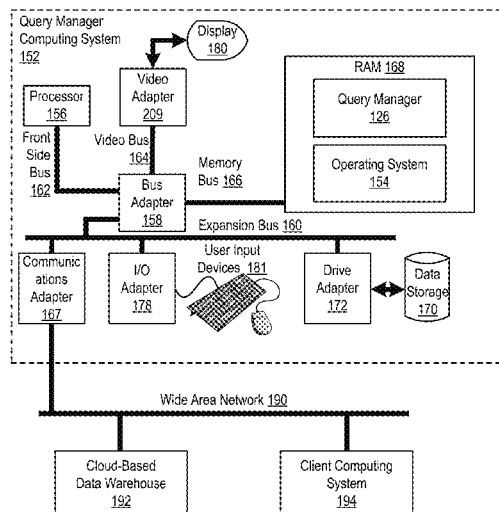 Query Manager
Computing System
152
Display
180
Processor
156
Video
Adapter
209
RAM 168
Query Manager
126
Operating System
154
Front
Side
Bus
162
Video Bus
164
Memory
Bus 166
Bus
Adapter
158
Expansion Bus 160
Communic
ations
Adapter
167
I/O
Adapter
178
User Input
Devices 181
Drive
Adapter
172
Data
Storage
170
Wide Area Network 190
Cloud-Based
Data Warehouse
192
Client Computing
System
194